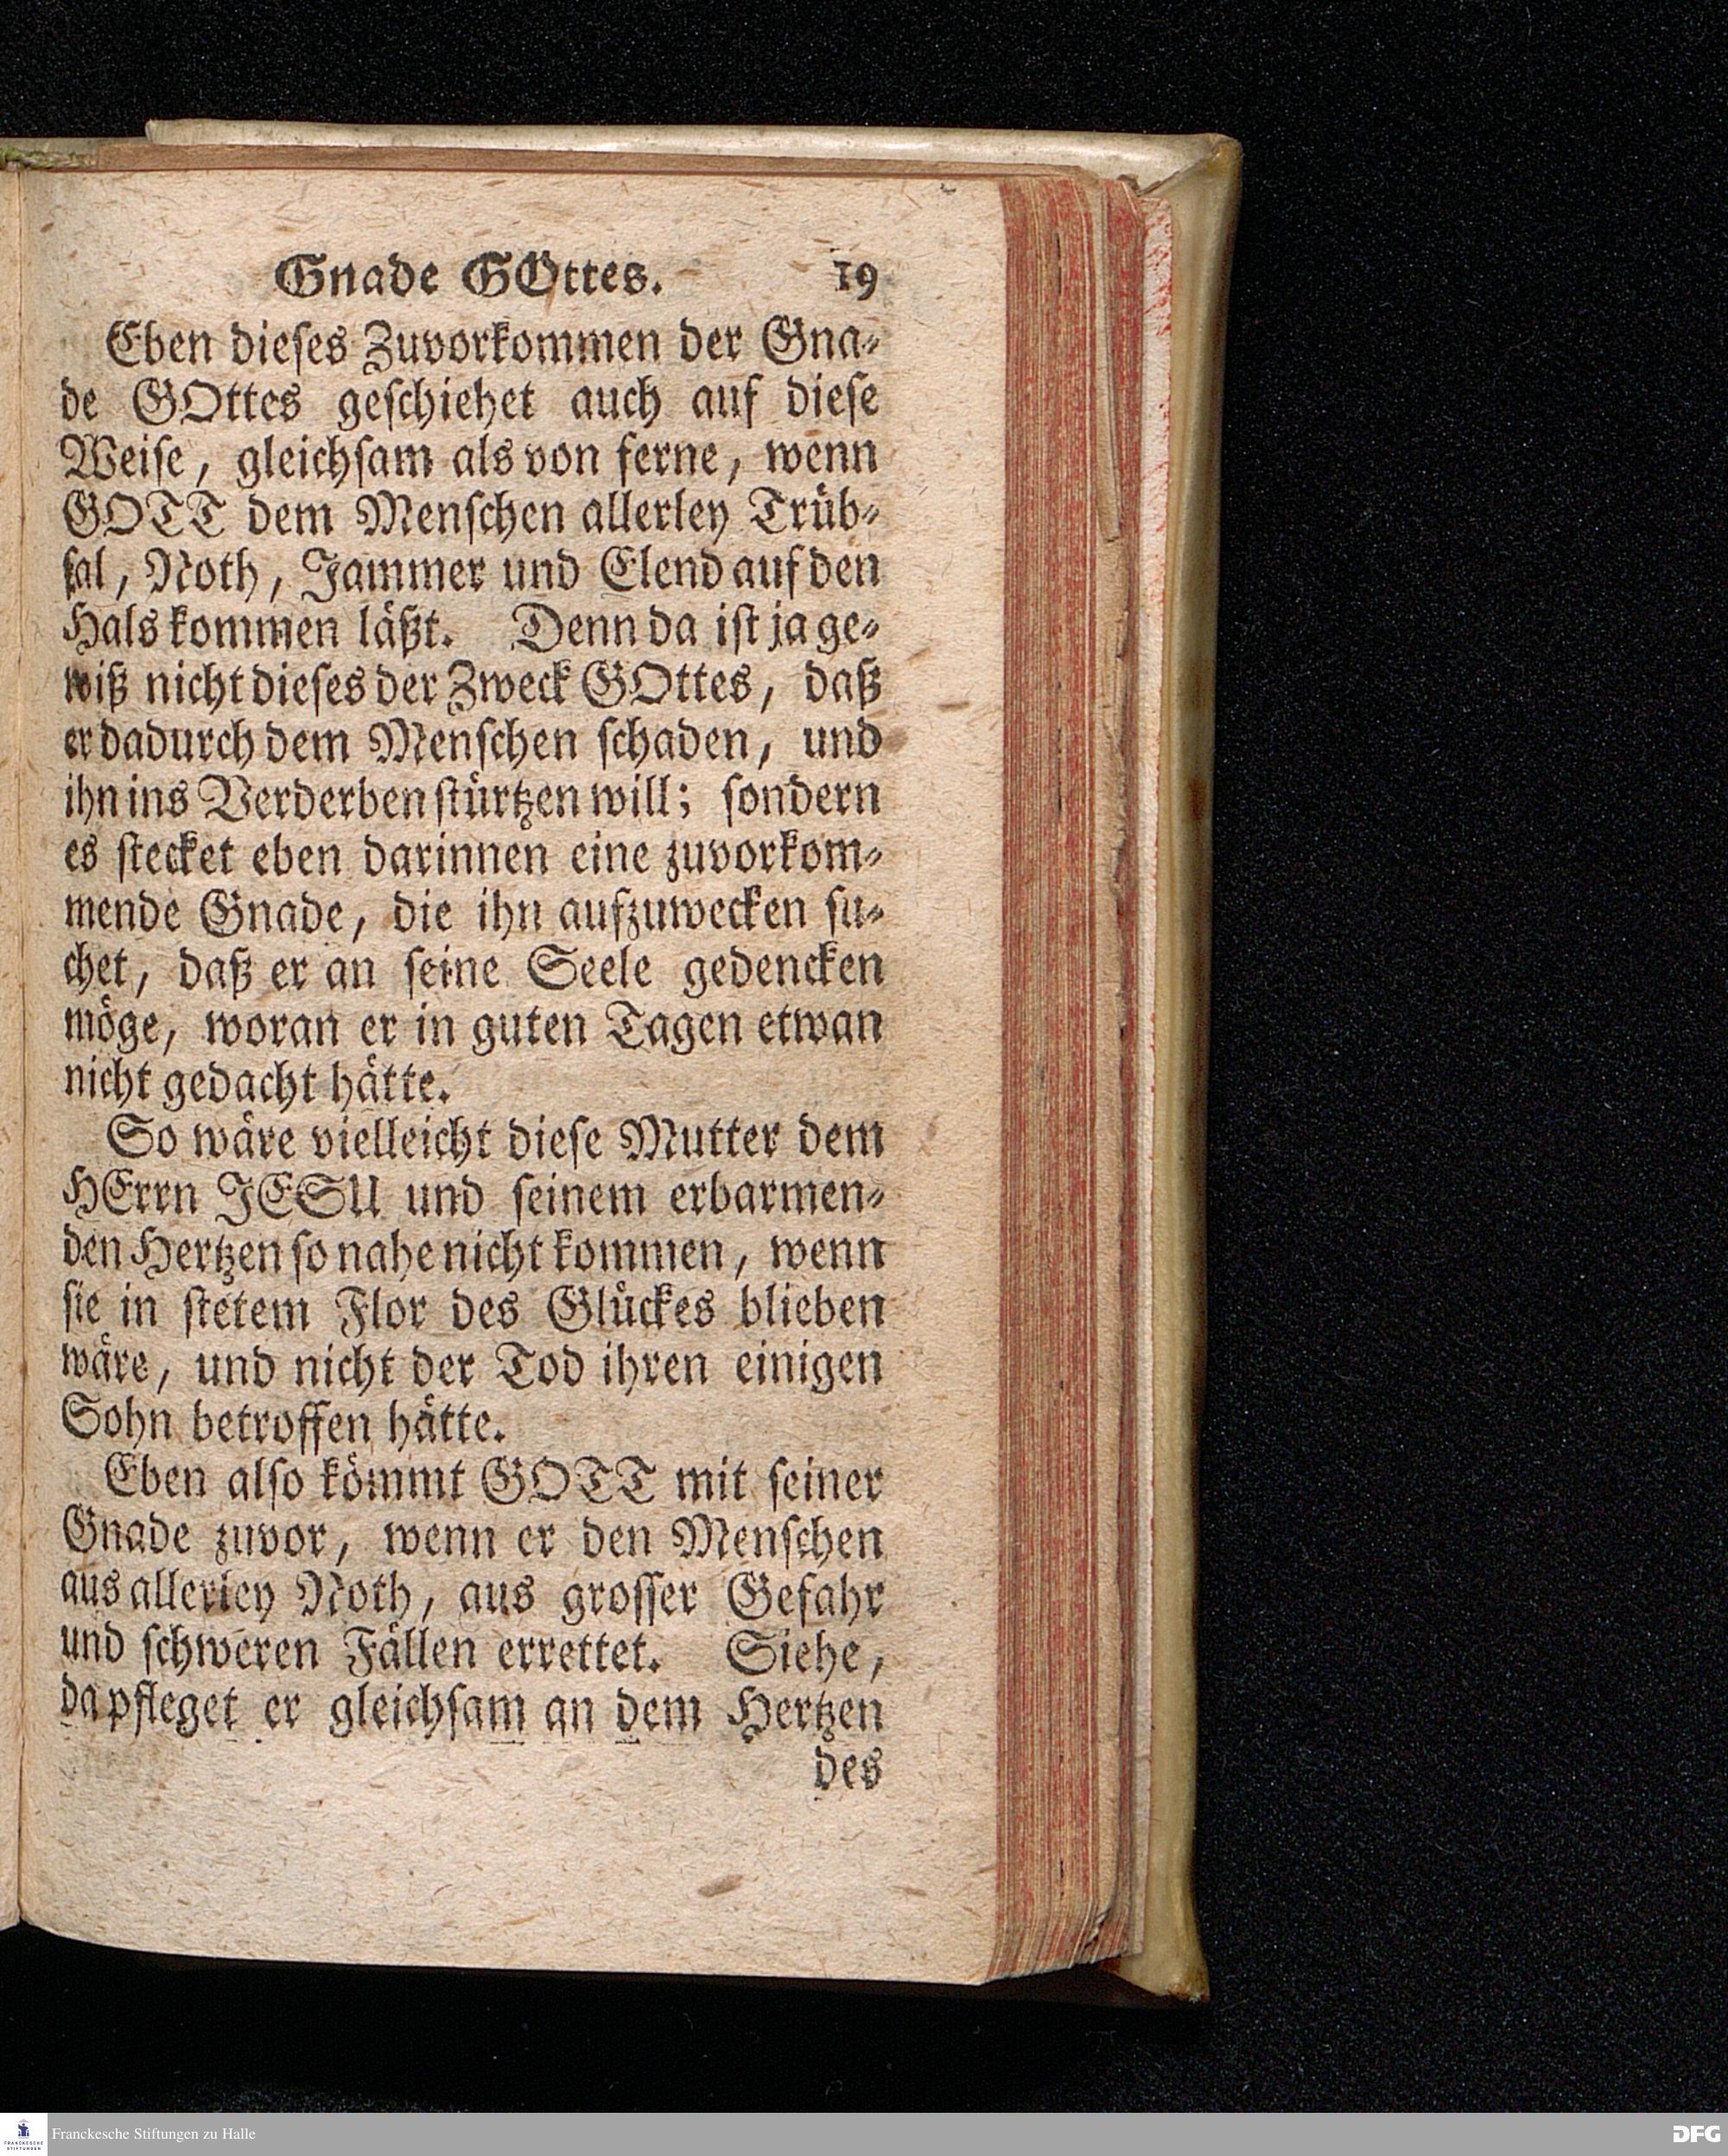 Gnade GOttes. 19
Eben dieſes Zuvorkommen der Gna⸗
de GOttes geſchiehet auch auf dieſe
Weiſe, gleichſam als von ferne, wenn
GOTT dem Menſchen allerley Trüb⸗
ſal, Noth, Jammer und Elend auf den
Hals kommen läßt. Denn da iſt ja ge⸗
wiß nicht dieſes der Zweck GOttes, daß
er dadurch dem Menſchen ſchaden, und
ihn ins Verderben ſtürtzen will; ſondern
es ſtecket eben darinnen eine zuvorkom⸗
mende Gnade, die ihn aufzuwecken ſu⸗
chet, daß er an ſeine Seele gedencken
möge, woran er in guten Tagen etwan
nicht gedacht hätte.
So wäre vielleicht dieſe Mutter dem
HErrn JESU und ſeinem erbarmen⸗
den Hertzen ſo nahe nicht kommen, wenn
ſie in ſtetem Flor des Glückes blieben
wäre, und nicht der Tod ihren einigen
Sohn betroffen hätte.
Eben alſo kömmt GOTT mit ſeiner
Gnade zuvor, wenn er den Menſchen
aus allerley Noth, aus groſſer Gefahr
und ſchweren Fällen errettet. Siehe,
da pfleget er gleichſam an dem Hertzen
des
FRANCKESCHE
STIFTUNGEN
Franckesche Stiftungen zu Halle
DFG